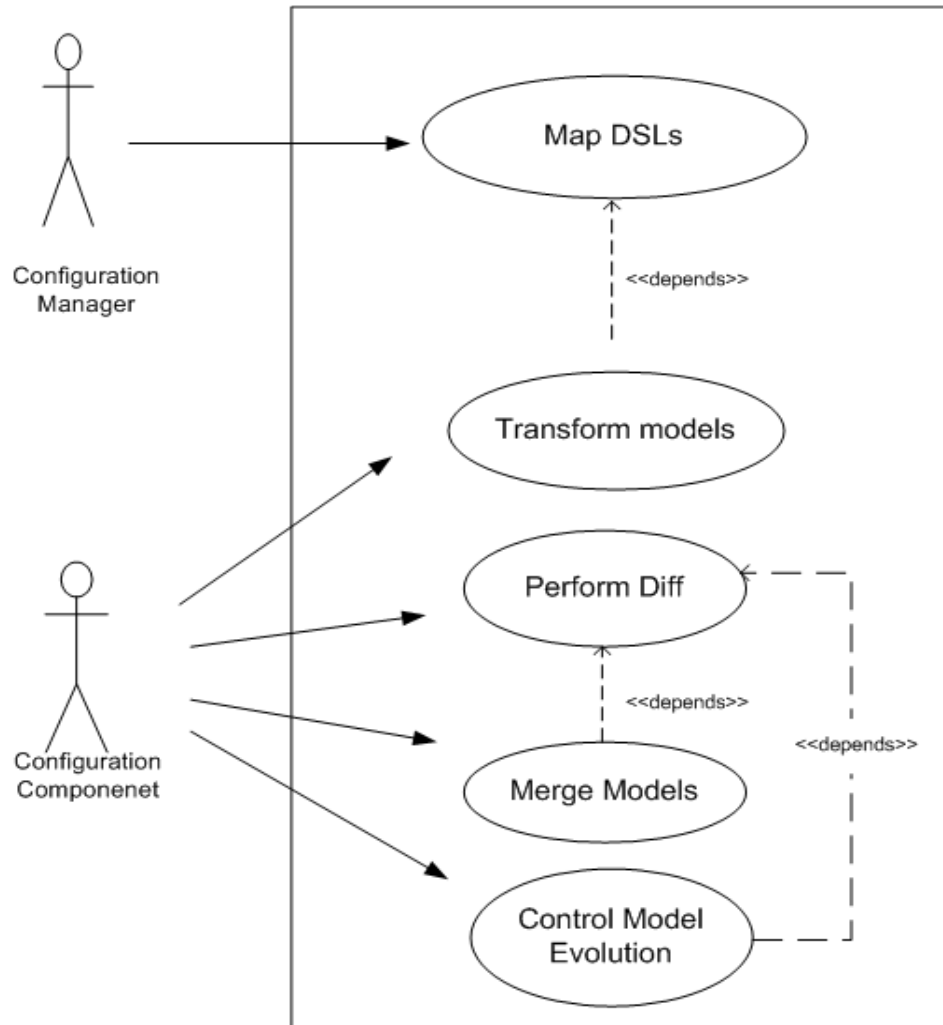 Map DSLs
Configuration
Manager
<<depends>>
Transform models
Perform Diff
<<depends>>
<<depends>>
Configuration
Componenet
Merge Models
Control Model
Evolution